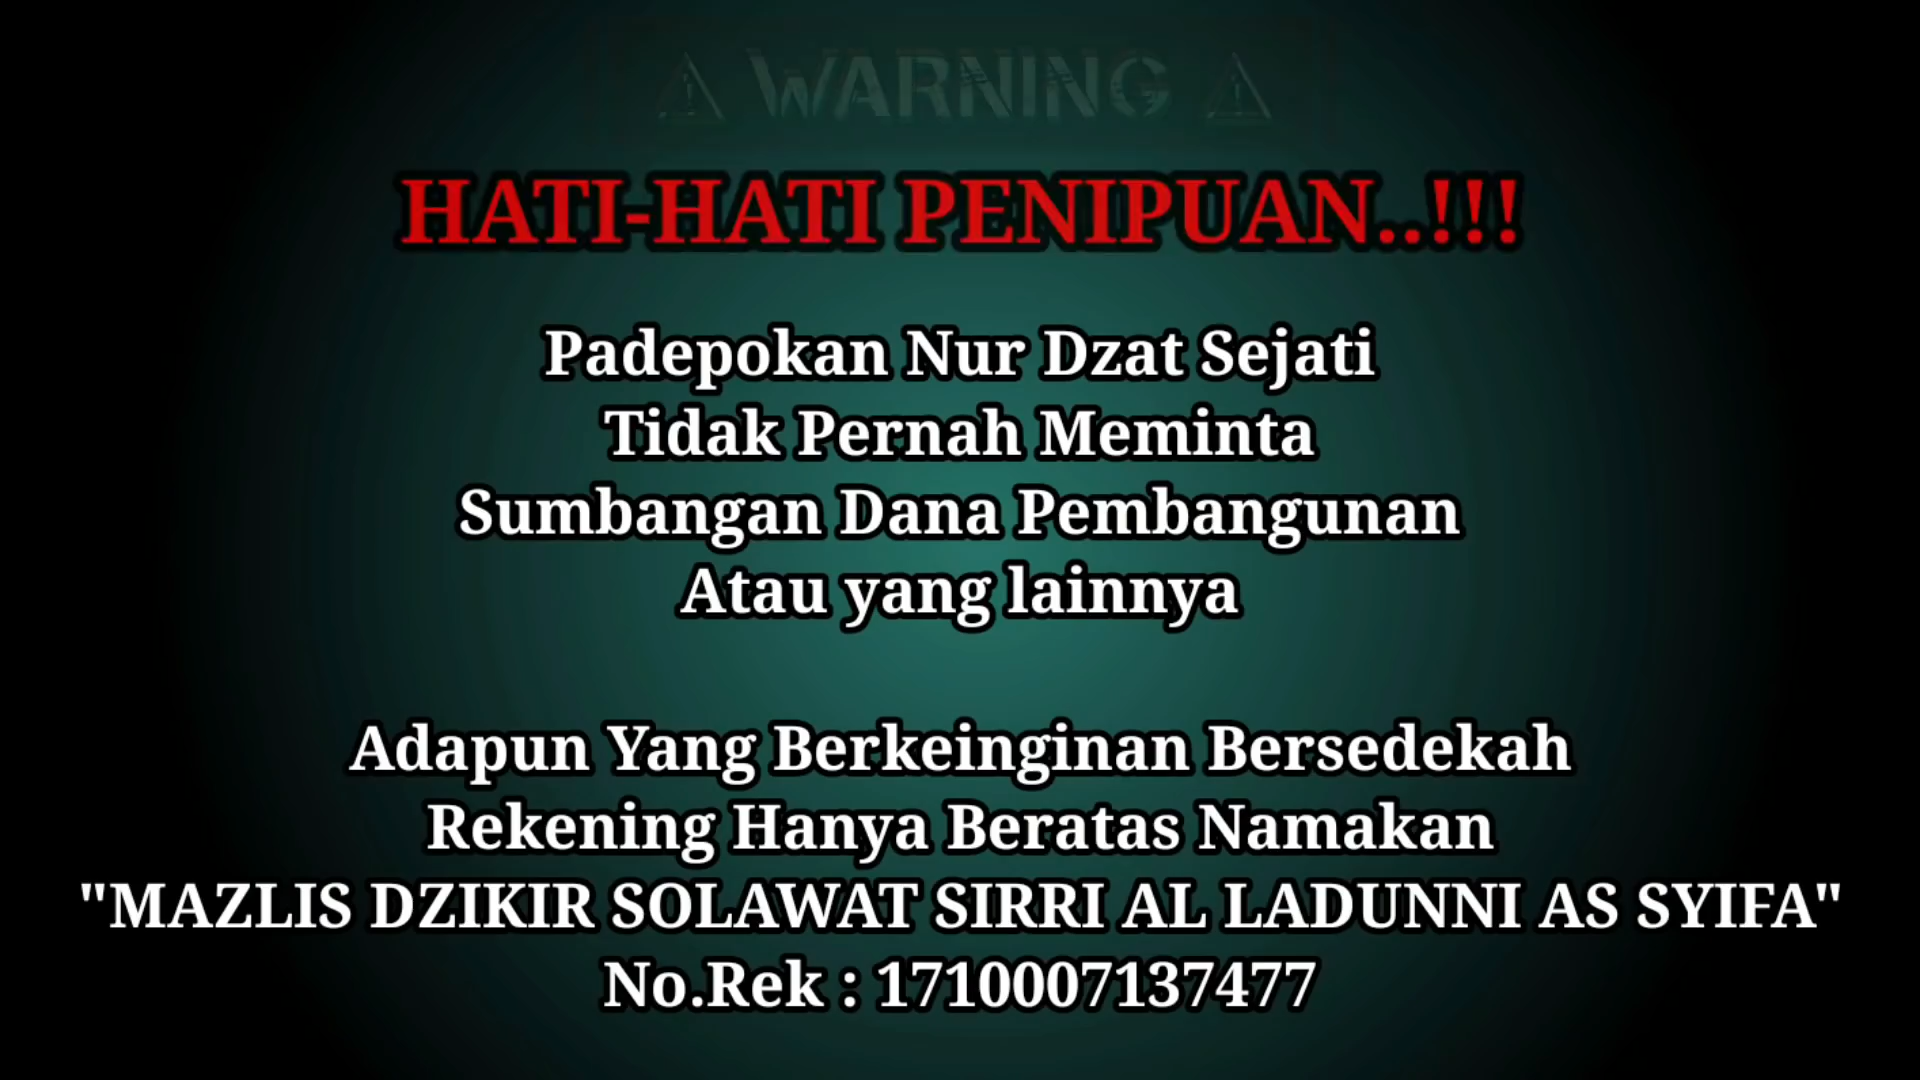 WARNING
HATI-HATI PENIPUAN..!!!
Padepokan Nur Dzat Sejati
Tidak Pernah Meminta
Sumbangan Dana Pembangunan
Atau yang lainnya
Adapun Yang Berkeinginan Bersedekah
Rekening Hanya Beratas Namakan
"MAZLIS DZIKIR SOLAWAT SIRRI AL LADUNNI AS SYIFA"
No.Rek : 1710007137477